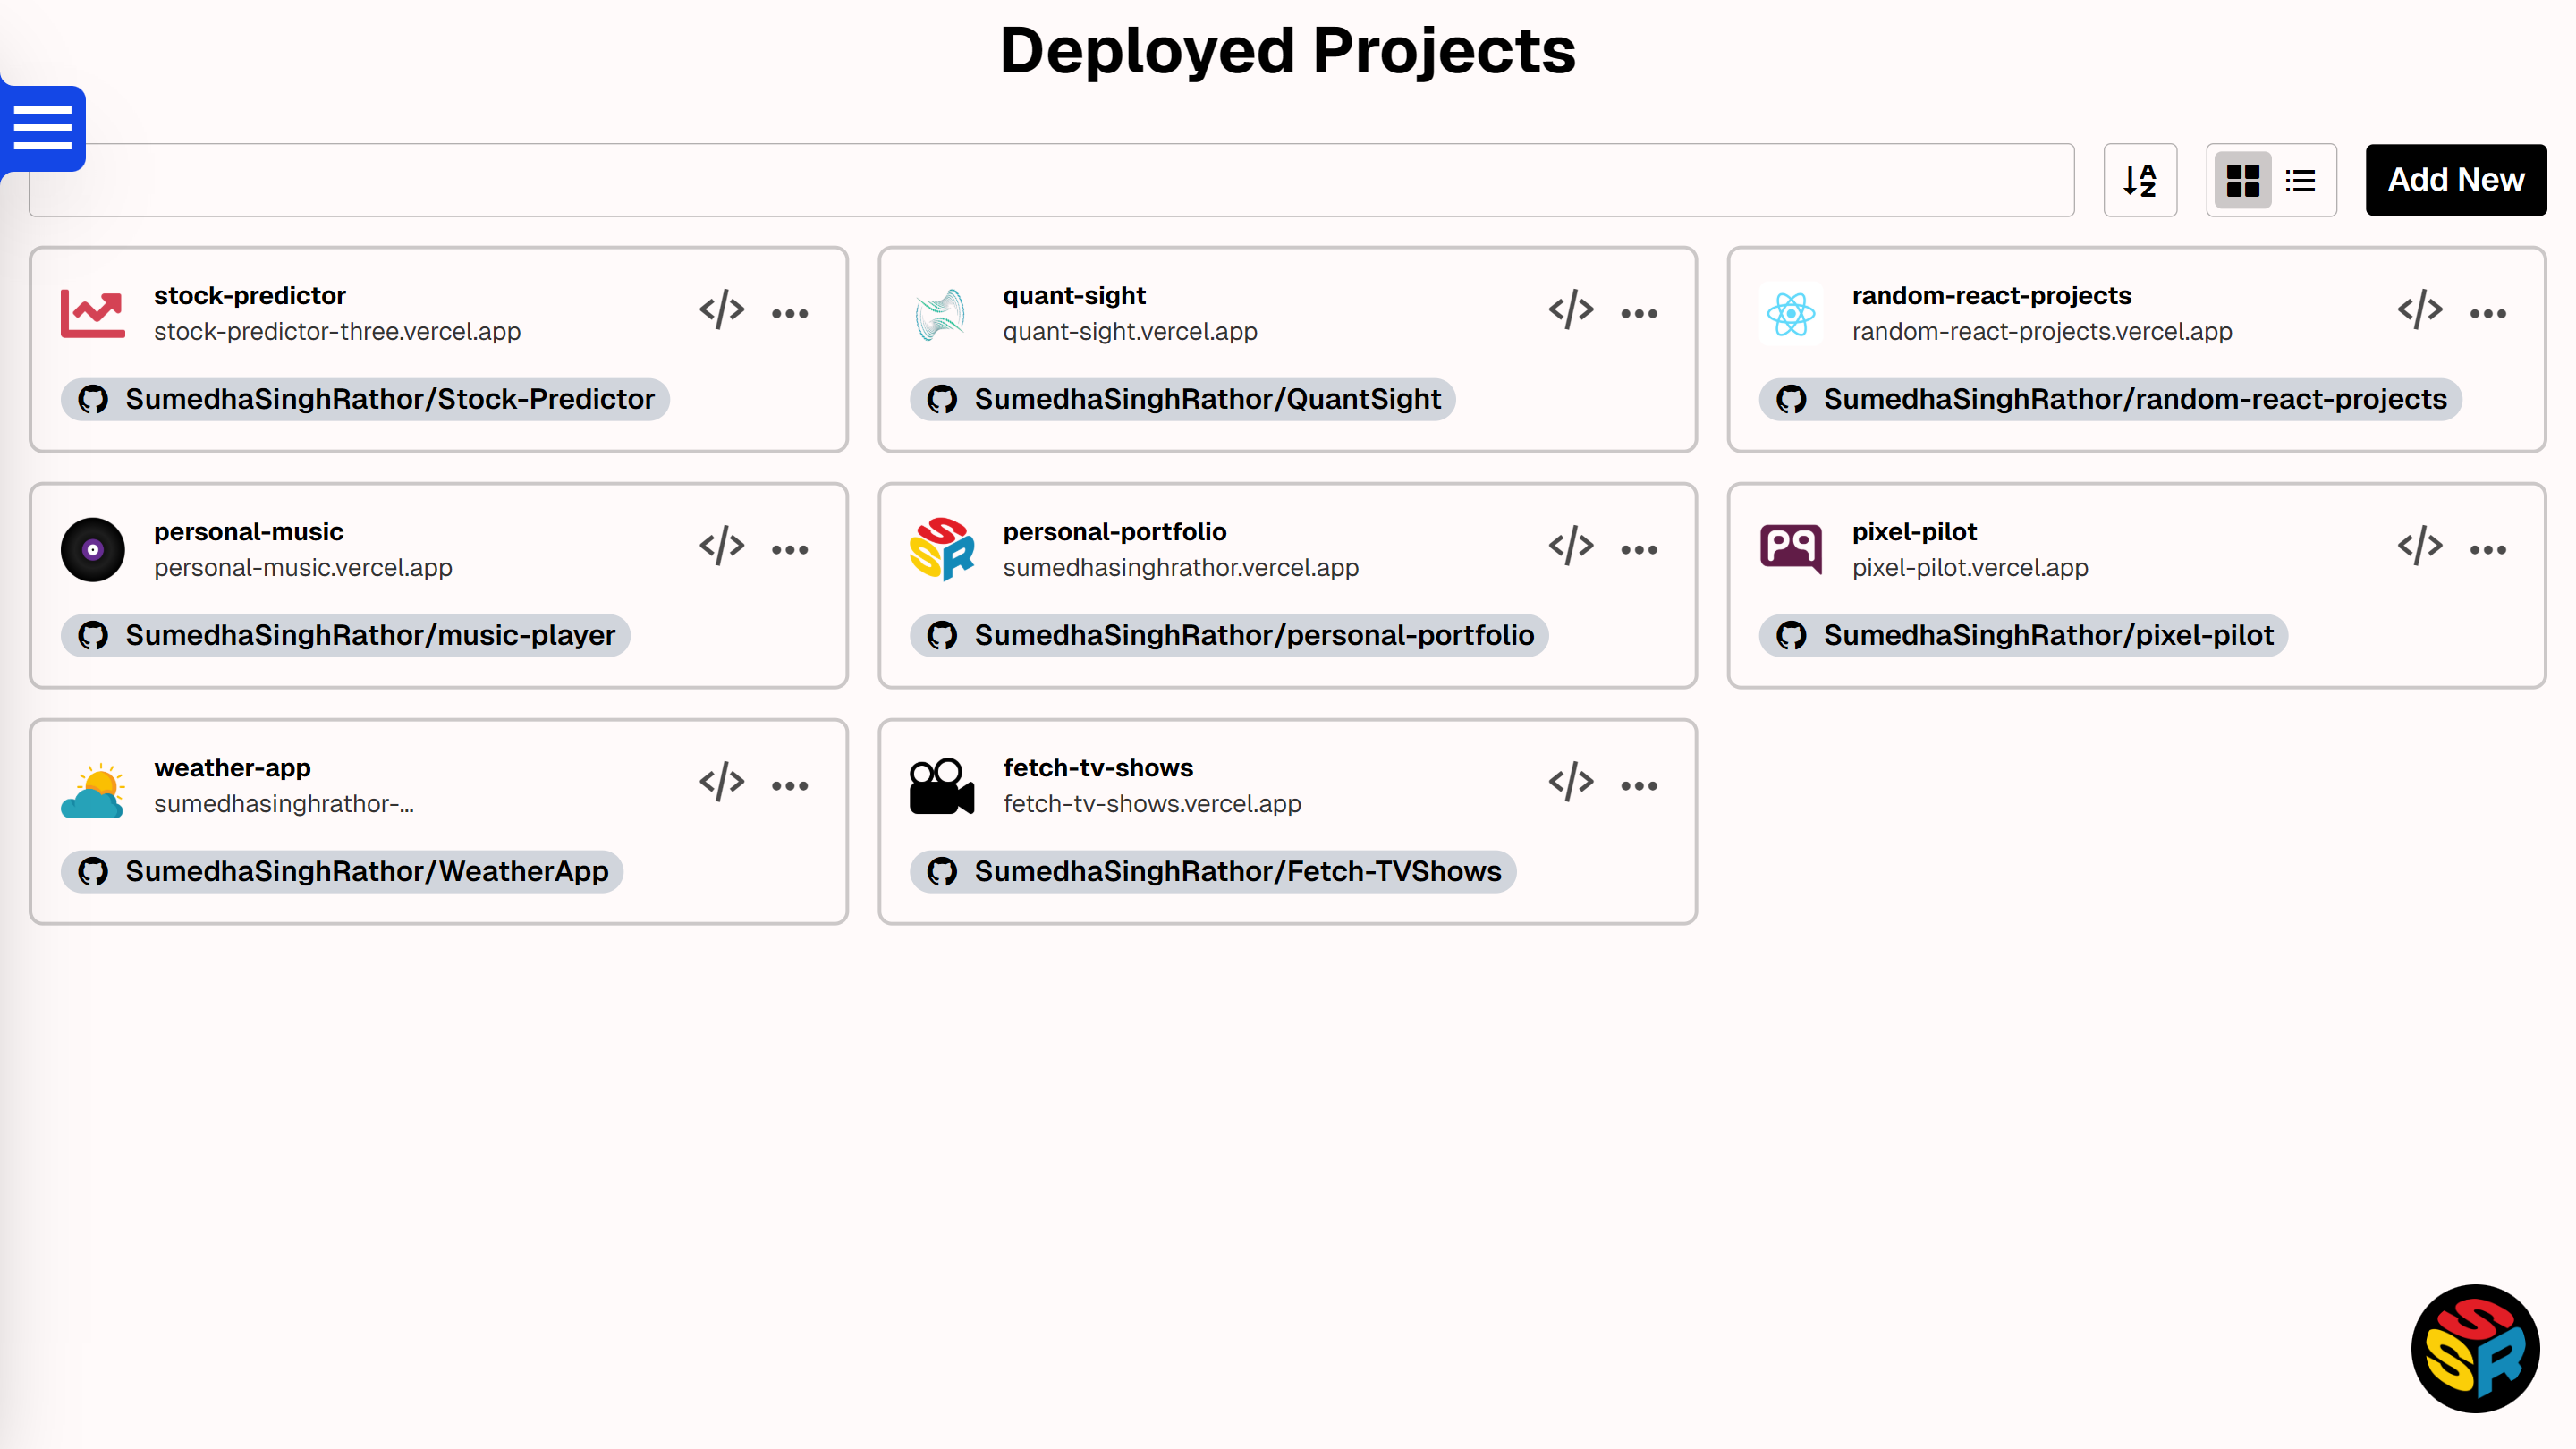 Deployed Projects
A
Z
Add New
stock-predictor
stock-predictor-three.vercel.app
SumedhaSinghRathor/Stock-Predictor
quant-sight
quant-sight.vercel.app
SumedhaSinghRathor/QuantSight
random-react-projects
random-react-projects.vercel.app
SumedhaSinghRathor/random-react-projects
personal-music
personal-music.vercel.app
SumedhaSinghRathor/music-player
SSR
personal-portfolio
sumedhasinghrathor.vercel.app
SumedhaSinghRathor/personal-portfolio
pixel-pilot
pixel-pilot.vercel.app
SumedhaSinghRathor/pixel-pilot
weather-app
sumedhasinghrathor-...
SumedhaSinghRathor/WeatherApp
fetch-tv-shows
fetch-tv-shows.vercel.app
SumedhaSinghRathor/Fetch-TVShows
SSR